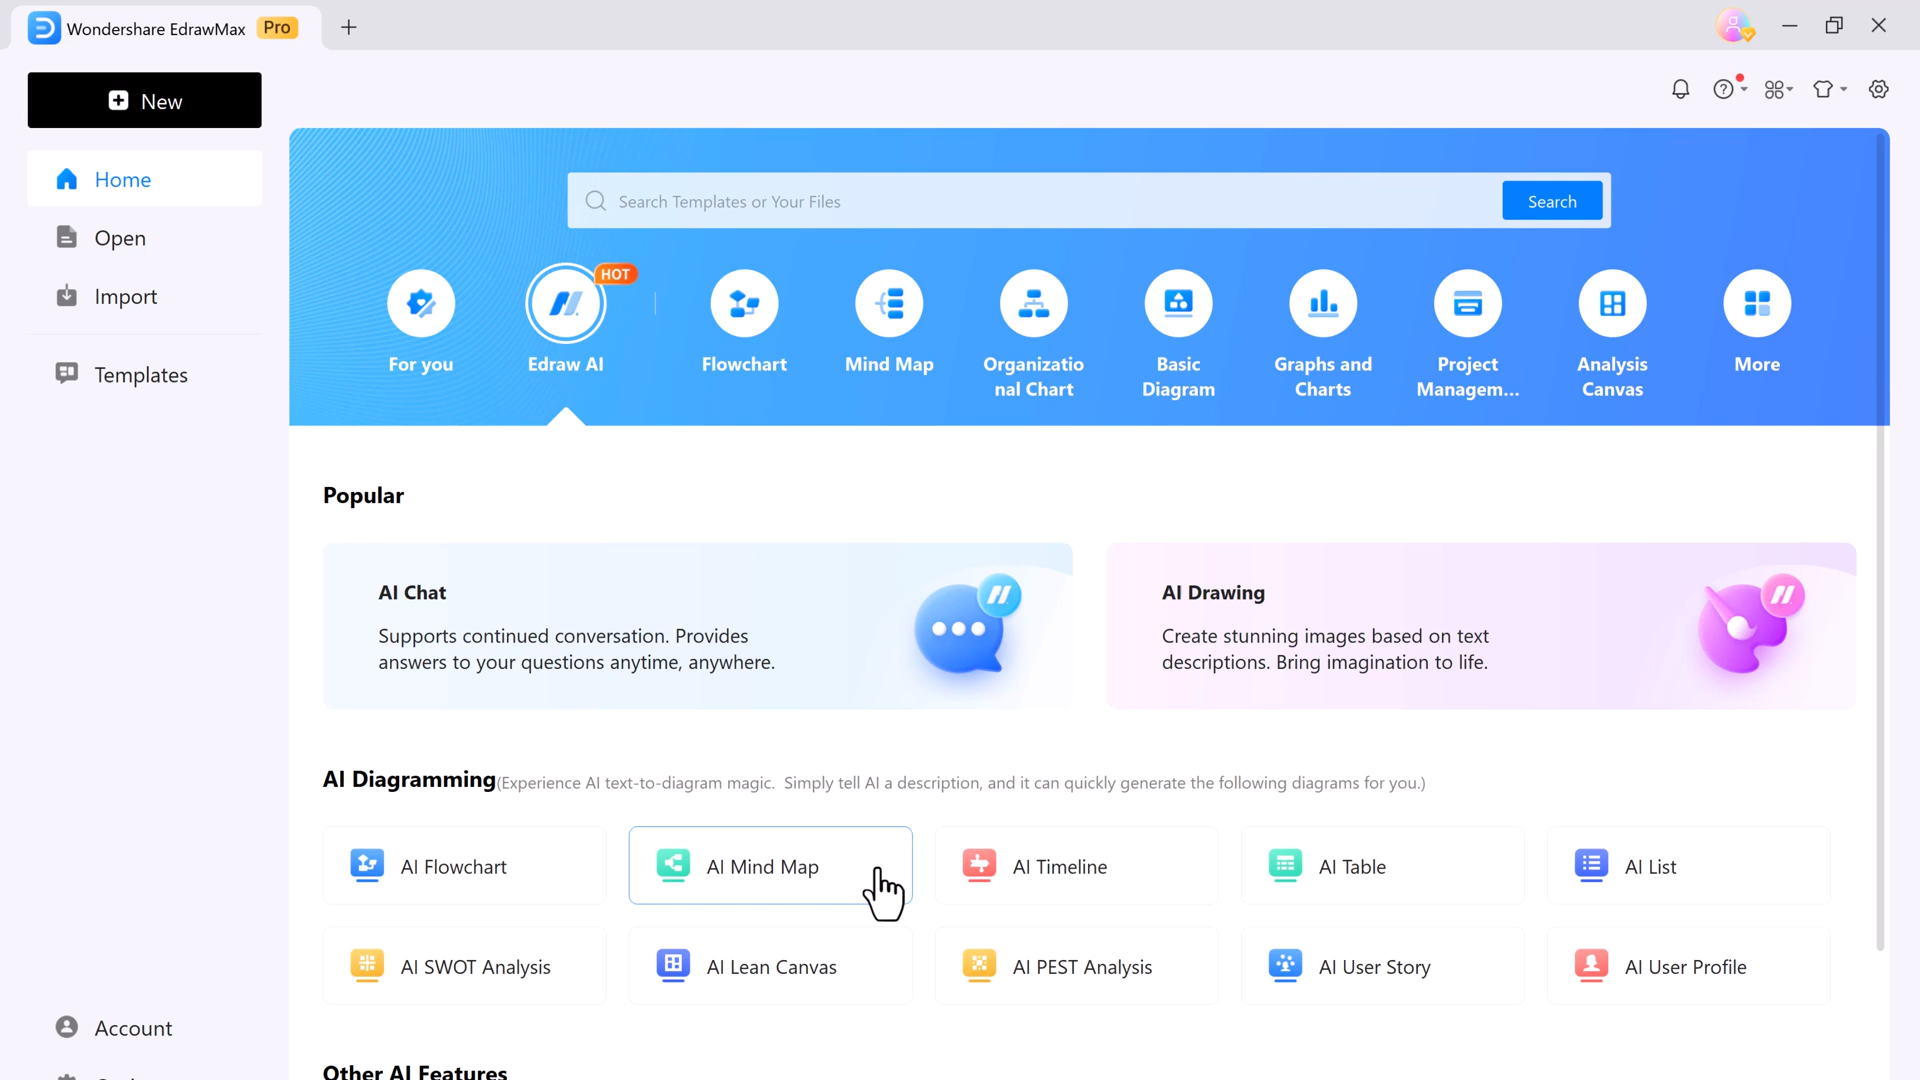 Wondershare EdrawMax Pro
New
Home
Open
Import
Templates
Account
Search Templates or Your Files
Search
For you
Edraw AI
HOT
Flowchart
Mind Map
Organizatio
nal Chart
Basic
Diagram
Graphs and
Charts
Project
Managem...
Analysis
Canvas
More
Popular
AI Chat
Supports continued conversation. Provides
answers to your questions anytime, anywhere.
AI Drawing
Create stunning images based on text
descriptions. Bring imagination to life.
AI Diagramming(Experience AI text-to-diagram magic. Simply tell AI a description, and it can quickly generate the following diagrams for you.)
AI Flowchart
AI Mind Map
AI Timeline
AI Table
AI List
AI SWOT Analysis
AI Lean Canvas
AI PEST Analysis
AI User Story
AI User Profile
Other AI Features